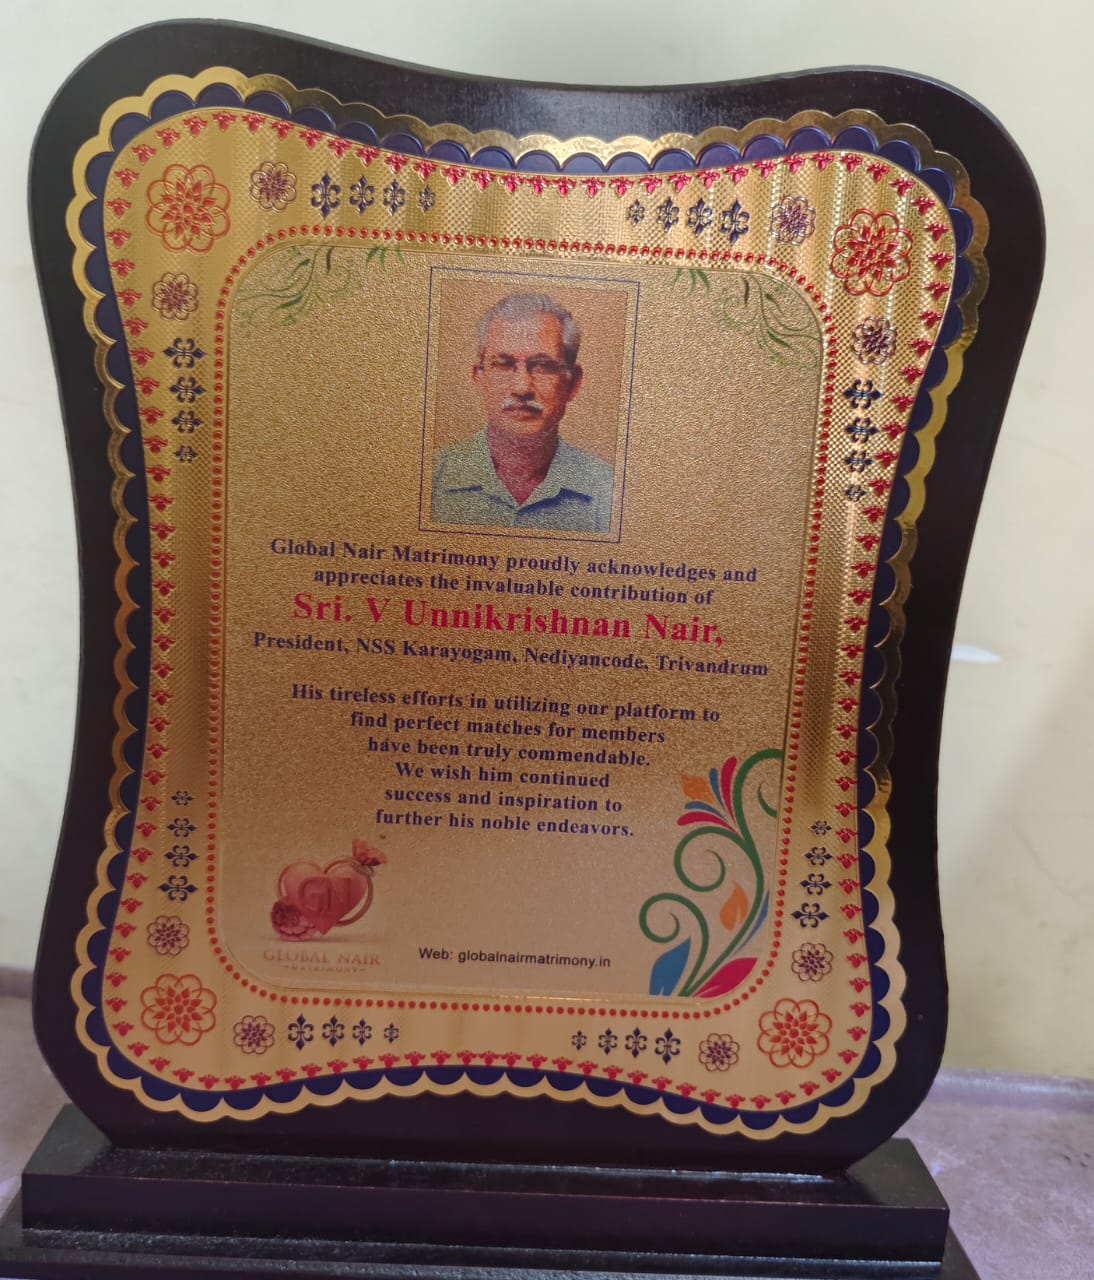 Global Nair Matrimony proudly acknowledges and
appreciates the invaluable contribution of
Sri. V Unnikrishnan Nair,
President, NSS Karayogam, Nediyancode, Trivandrum
His tireless efforts in utilizing our platform to
find perfect matches for members
have been truly commendable.
We wish him continued
success and inspiration to
further his noble endeavors.
GN
GLOBAL NAIR
MATRIMONY
Web: globalnairmatrimony.in